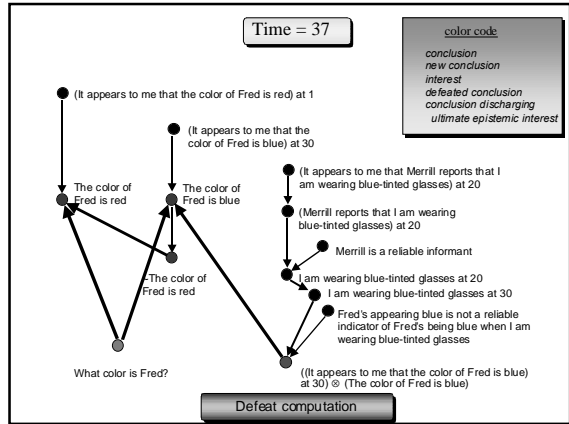 Time = 37
color code
conclusion
new conclusion
interest
defeated conclusion
conclusion discharging
ultimate epistemic interest
(It appears to me that the color of Fred is red) at 1
(It appears to me that the
color of Fred is blue) at 30
(It appears to me that Merrill reports that I
am wearing blue-tinted glasses) at 20
The color of
Fred is red
The color of
Fred is blue
(Merrill reports that I am wearing
blue-tinted glasses) at 20
Merrill is a reliable informant
~The color of
Fred is red
I am wearing blue-tinted glasses at 20
I am wearing blue-tinted glasses at 30
Fred's appearing blue is not a reliable
indicator of Fred's being blue when I am
wearing blue-tinted glasses
What color is Fred?
((It appears to me that the color of Fred is blue)
at 30) ⊗ (The color of Fred is blue)
Defeat computation